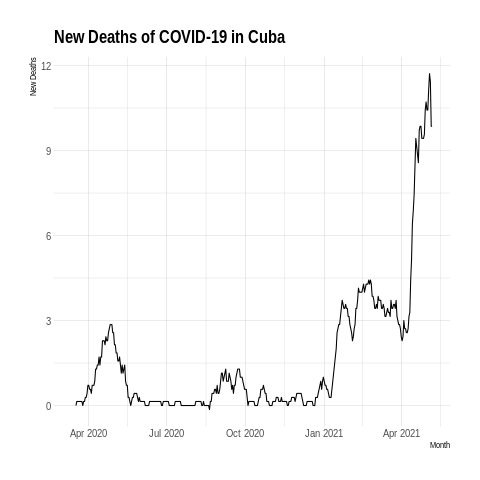 New Deaths of COVID-19 in Cuba
New Deaths
12
9
6
3
0
Apr 2020 Jul 2020 Oct 2020 Jan 2021 Apr 2021
Month